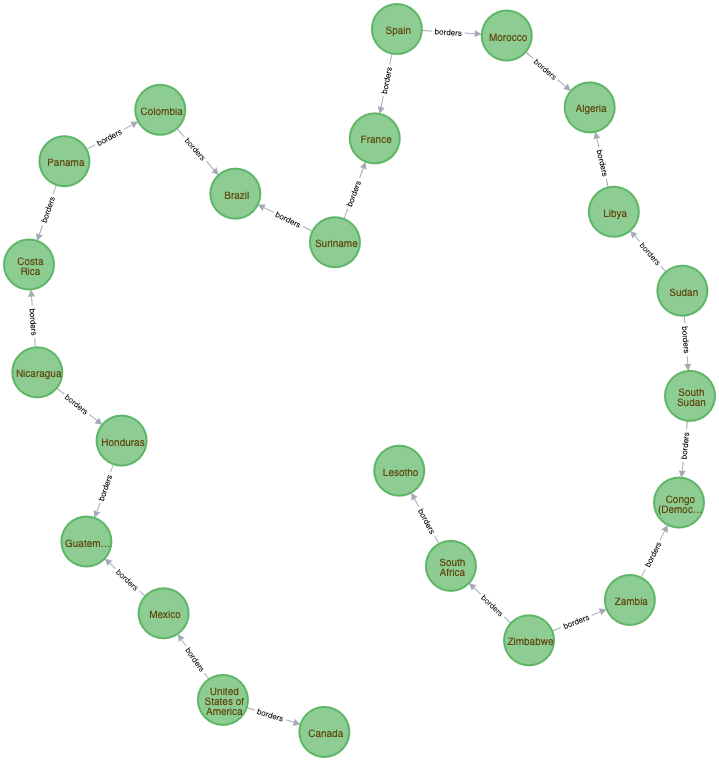 Spain
borders
Morocco
borders
borders
Colombia
Algeria
borders
France
Panama
borders
borders
Brazil
borders
borders
borders
Libya
borders
Suriname
Costa
Rica
borders
Sudan
borders
borders
Nicaragua
South
Sudan
borders
Honduras
borders
Lesotho
borders
Congo
(Democ...
borders
Guatem...
borders
South
Africa
borders
borders
Zambia
Mexico
borders
borders
Zimbabwe
borders
United
States of
America
borders
Canada